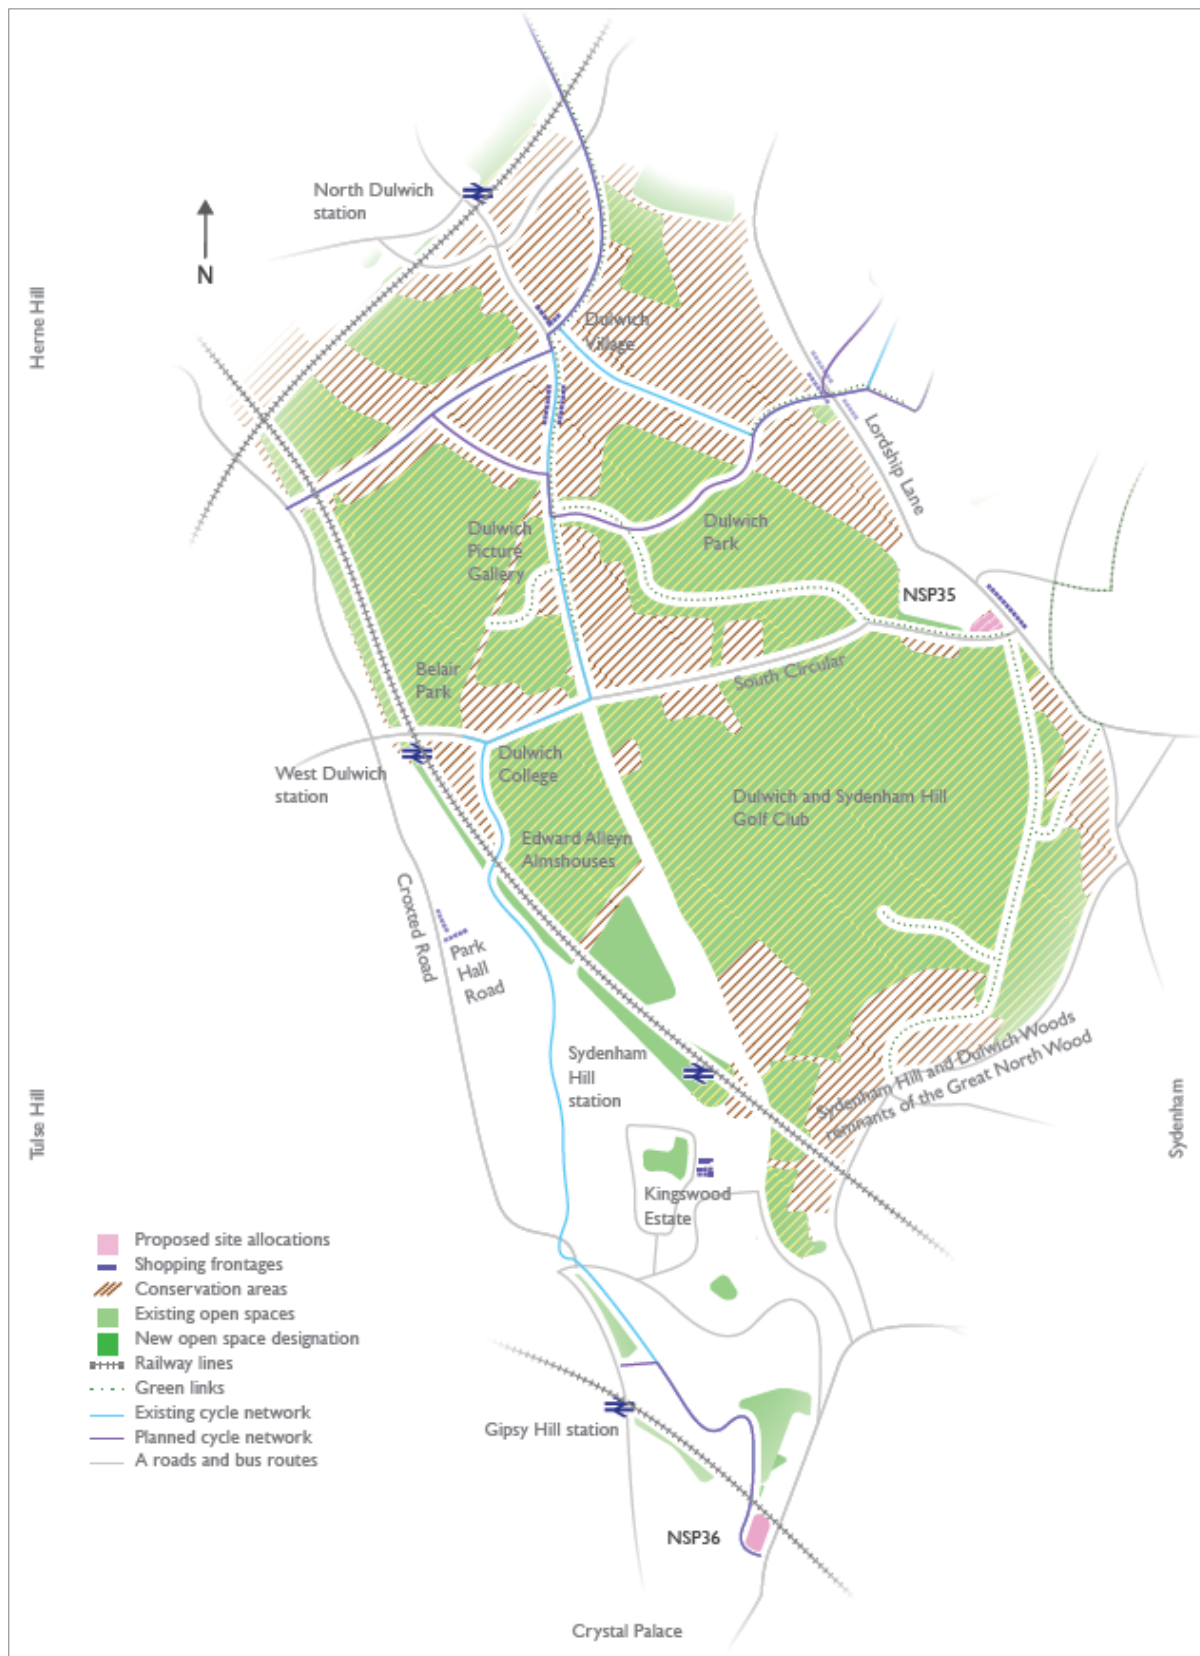 North Dulwich
station
N
Herne Hill
Dulwich
Village
Lordship Lane
Dulwich
Picture
Gallery
Dulwich
Park
NSP35
Belair
Park
South Circular
West Dulwich
station
Dulwich
College
Dulwich and Sydenham Hill
Golf Club
Edward Alleyn
Almshouses
Croxted Road
Park
Hall
Road
Sydenham
Hill
station
Sydenham Hill and Dulwich Woods
remnants of the Great North Wood
Tulse Hill
Sydenham
Kingswood
Estate
Proposed site allocations
Shopping frontages
Conservation areas
Existing open spaces
New open space designation
Railway lines
Green links
Existing cycle network
Planned cycle network
A roads and bus routes
Gipsy Hill station
NSP36
Crystal Palace